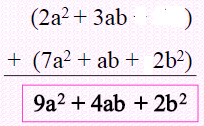 (2a² + 3ab )
+ (7a² + ab + 2b²)
9a² + 4ab + 2b²